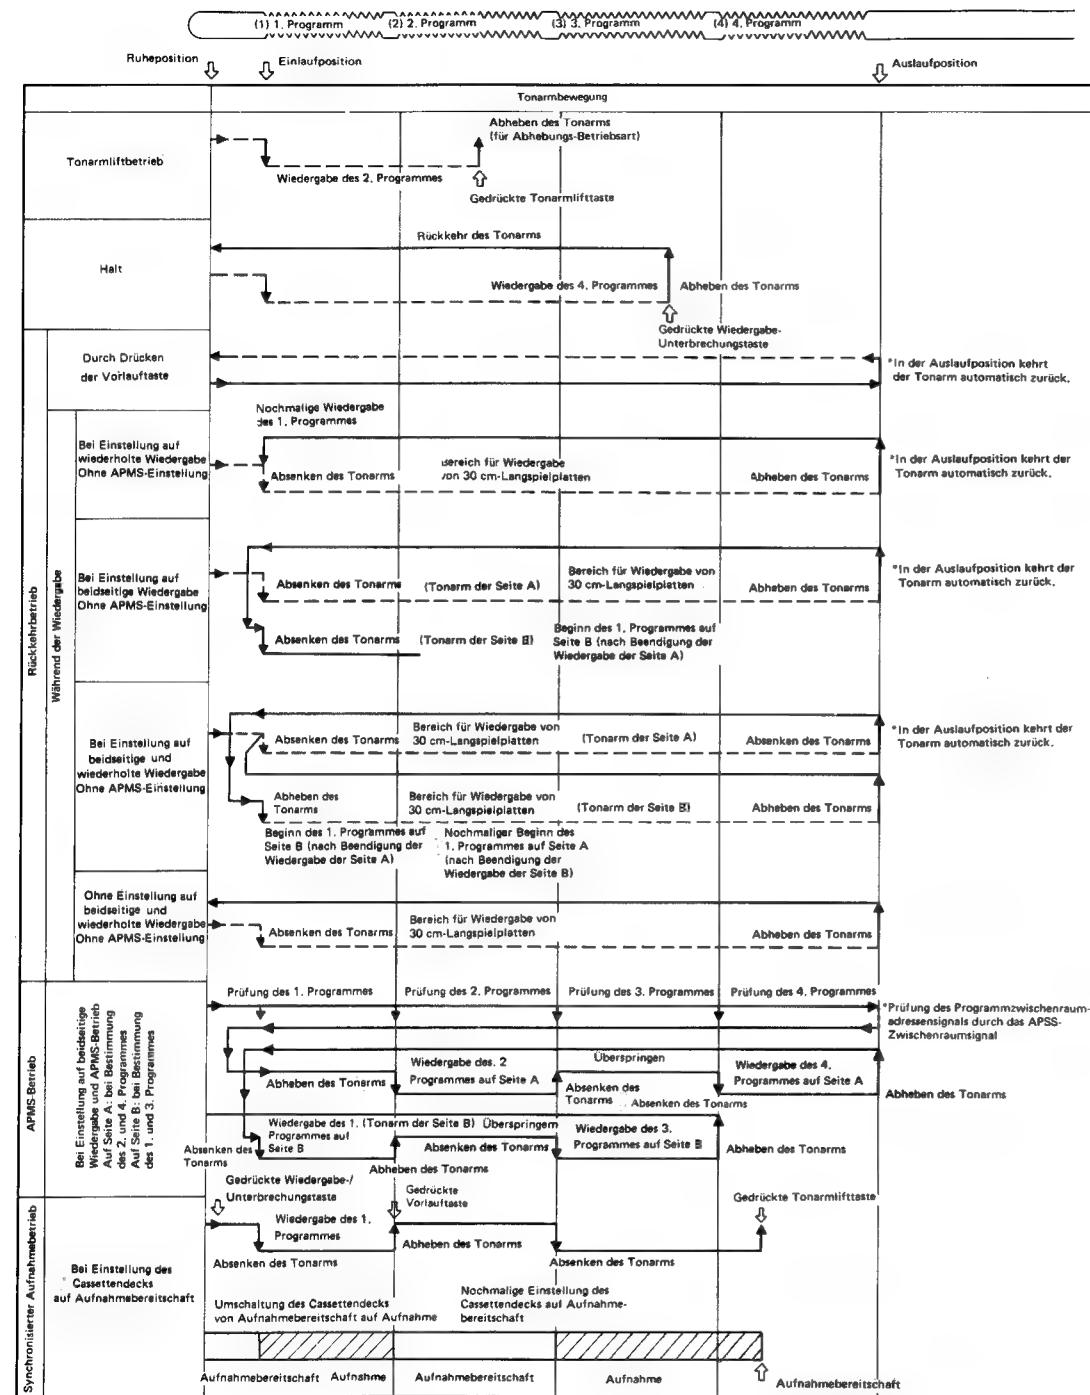 (1) 1. Programm
(2) 2. Programm
(3) 3. Programm
(4) 4. Programm
Ruheposition
Einlaufposition
Auslaufposition
Tonarmbewegung
Tonarmliftbetrieb
Abheben des Tonarms
(für Abhebungs-Betriebsart)
Wiedergabe des 2. Programmes
Gedrückte Tonarmlifttaste
Halt
Rückkehr des Tonarms
Wiedergabe des 4. Programmes
Abheben des Tonarms
Gedrückte Wiedergabe-
Unterbrechungstaste
Rückkehrbetrieb
Während der Wiedergabe
Durch Drücken
der Vorlauftaste
*In der Auslaufposition kehrt
der Tonarm automatisch zurück.
Bei Einstellung auf
wiederholte Wiedergabe
Ohne APMS-Einstellung
Nochmalige Wiedergabe
des 1. Programmes
Absenken des Tonarms
Bereich für Wiedergabe
von 30 cm-Langspielplatten
Abheben des Tonarms
*In der Auslaufposition kehrt der
Tonarm automatisch zurück.
Bei Einstellung auf
beidseitige Wiedergabe
Ohne APMS-Einstellung
Absenken des Tonarms
(Tonarm der Seite A)
Bereich für Wiedergabe von
30 cm-Langspielplatten
Abheben des Tonarms
*In der Auslaufposition kehrt der
Tonarm automatisch zurück.
Absenken des Tonarms
(Tonarm der Seite B)
Beginn des 1. Programmes auf
Seite B (nach Beendigung der
Wiedergabe der Seite A)
Bei Einstellung auf
beidseitige und
wiederholte Wiedergabe
Ohne APMS-Einstellung
Absenken des Tonarms
Bereich für Wiedergabe von
30 cm-Langspielplatten
(Tonarm der Seite A)
Absenken des Tonarms
*In der Auslaufposition kehrt der
Tonarm automatisch zurück.
Abheben des
Tonarms
Bereich für Wiedergabe von
30 cm-Langspielplatten
(Tonarm der Seite B)
Abheben des Tonarms
Beginn des 1. Programmes auf
Seite B (nach Beendigung der
Wiedergabe der Seite A)
Nochmaliger Beginn des
1. Programmes auf Seite A
(nach Beendigung der
Wiedergabe der Seite B)
Ohne Einstellung auf
beidseitige und
wiederholte Wiedergabe
Ohne APMS-Einstellung
Absenken des Tonarms
Bereich für Wiedergabe von
30 cm-Langspielplatten
Abheben des Tonarms
APMS-Betrieb
Bei Einstellung auf beidseitige
Wiedergabe und APMS-Betrieb
Auf Seite A: bei Bestimmung
des 2. und 4. Programmes
Auf Seite B: bei Bestimmung
des 1. und 3. Programmes
Prüfung des 1. Programmes
Prüfung des 2. Programmes
Prüfung des 3. Programmes
Prüfung des 4. Programmes
*Prüfung des Programmzwischenraum-
adressensignals durch das APSS-
Zwischenraumsignal
Abheben des Tonarms
Wiedergabe des. 2
Programmes auf Seite A
Überspringen
Absenken des
Tonarms
Absenken des Tonarms
Wiedergabe des 4.
Programmes auf Seite A
Abheben des Tonarms
Absenken des
Tonarms
Wiedergabe des 1. (Tonarm der Seite B)
Programmes auf
Seite B
Überspringen
Absenken des Tonarms
Wiedergabe des 3.
Programmes auf Seite B
Abheben des Tonarms
Abheben des Tonarms
Synchronisierter Aufnahmebetrieb
Bei Einstellung des
Cassettendecks
auf Aufnahmebereitschaft
Gedrückte Wiedergabe-/
Unterbrechungstaste
Gedrückte
Vorlauftaste
Gedrückte Tonarmlifttaste
Wiedergabe des 1.
Programmes
Absenken des Tonarms
Abheben des Tonarms
Absenken des Tonarms
Umschaltung des Cassettendecks
von Aufnahmebereitschaft auf Aufnahme
Nochmalige Einstellung des
Cassettendecks auf Aufnahme-
bereitschaft
Aufnahmebereitschaft
Aufnahme
Aufnahmebereitschaft
Aufnahme
Aufnahmebereitschaft